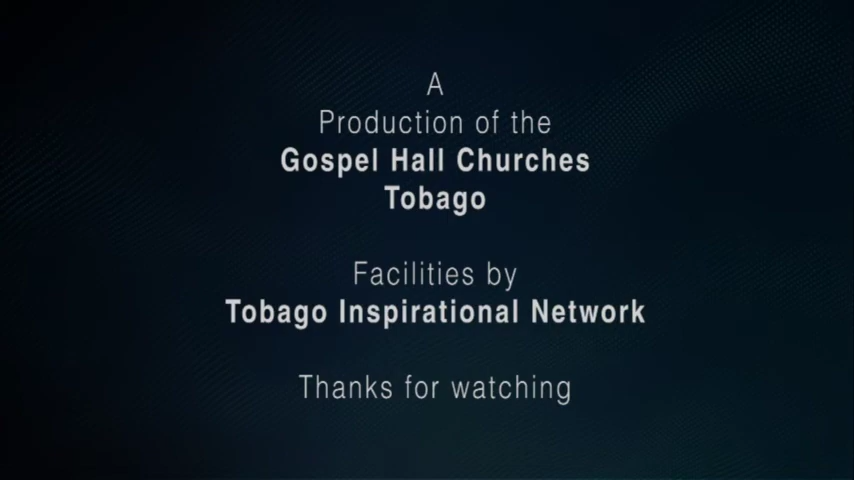 A
Production of the
Gospel Hall Churches
Tobago
Facilities by
Tobago Inspirational Network
Thanks for watching